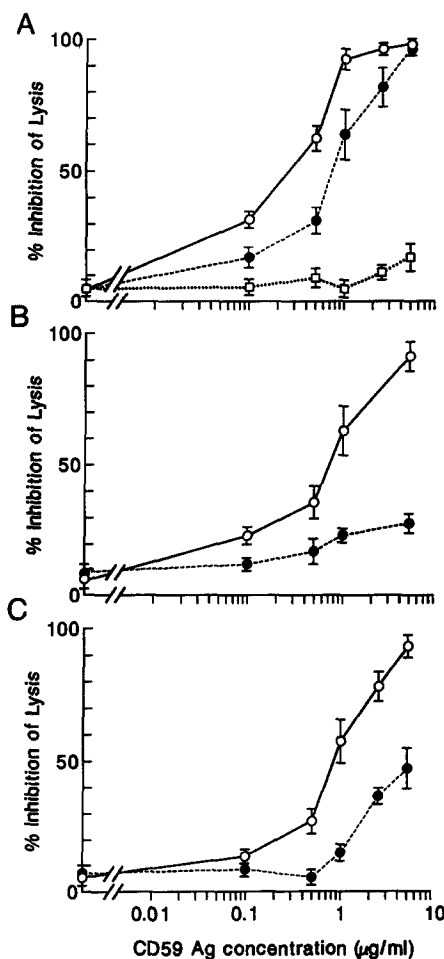 A
100
50
0
% Inhibition of Lysis
B
100
50
0
% Inhibition of Lysis
C
100
50
0
% Inhibition of Lysis
0.01 0.1 1 10
CD59 Ag concentration (μg/ml)